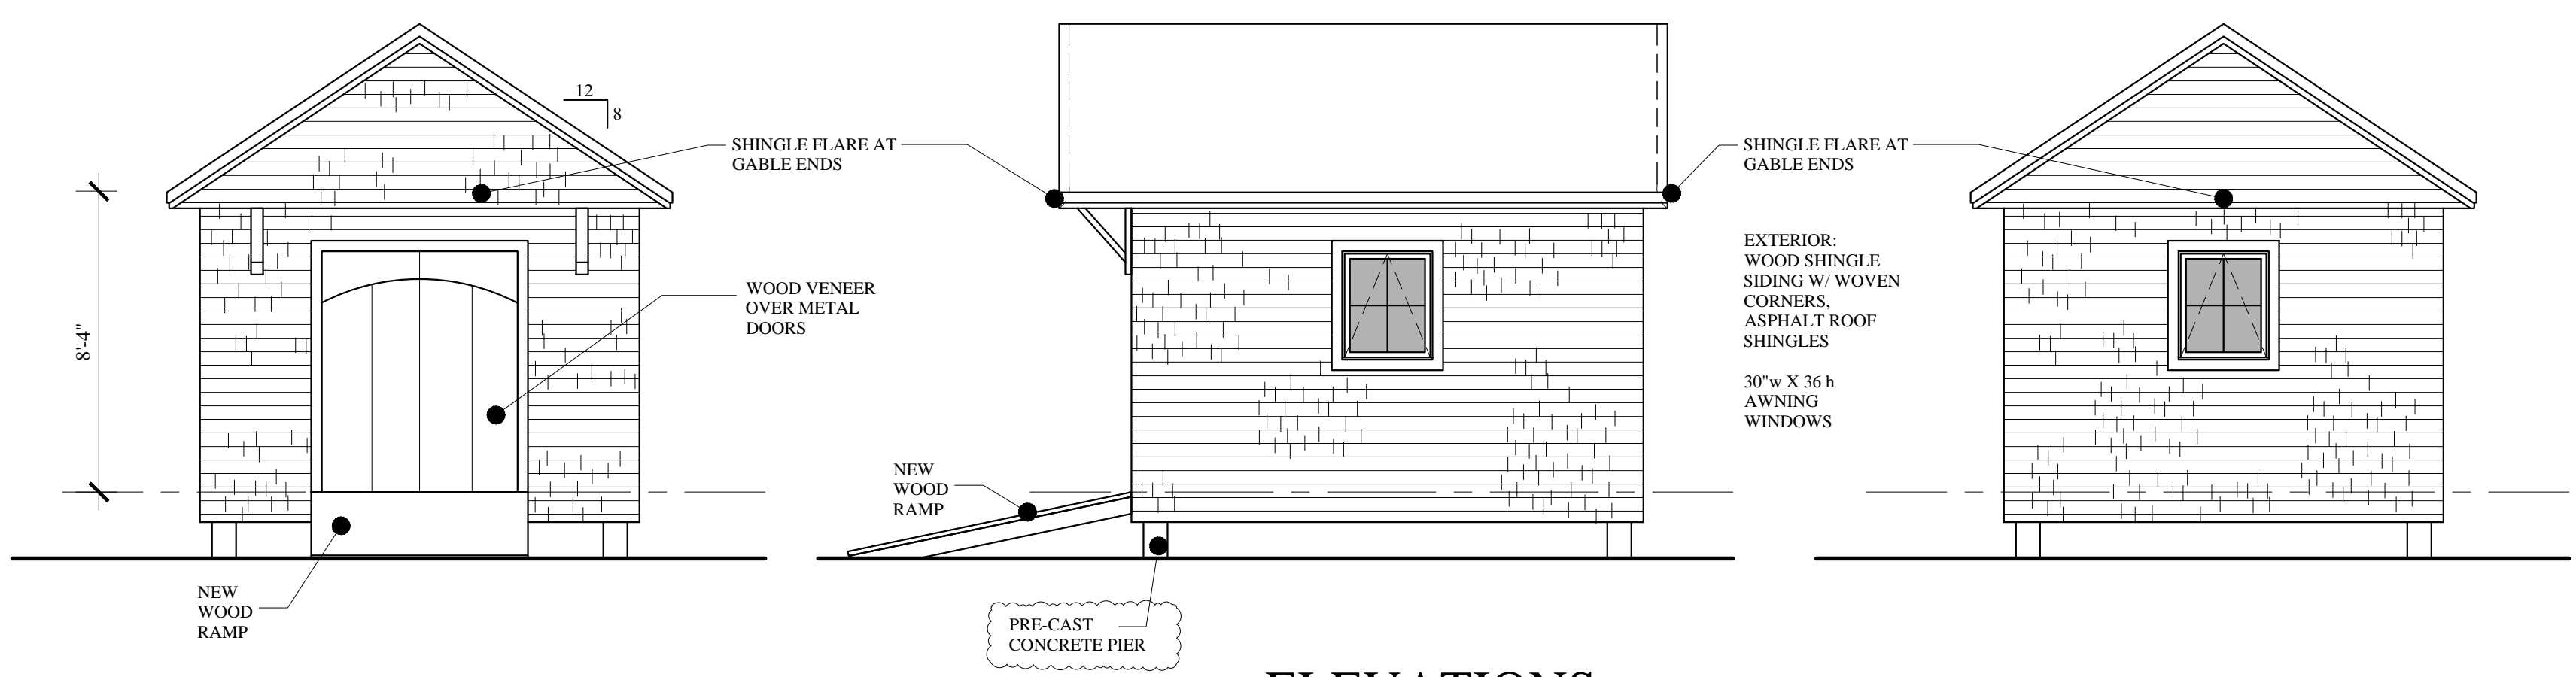 12
8
SHINGLE FLARE AT
GABLE ENDS
SHINGLE FLARE AT
GABLE ENDS
8'-4"
WOOD VENEER
OVER METAL
DOORS
EXTERIOR:
WOOD SHINGLE
SIDING W/ WOVEN
CORNERS,
ASPHALT ROOF
SHINGLES
30"w X 36 h
AWNING
WINDOWS
NEW
WOOD
RAMP
NEW
WOOD
RAMP
PRE-CAST
CONCRETE PIER
ELEVATIONS